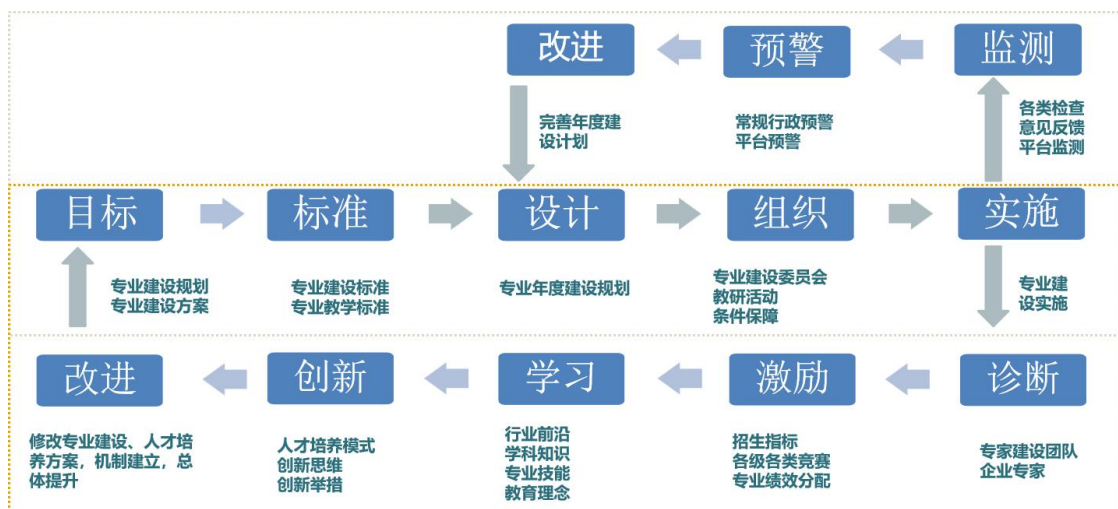 改进
预警
监测
完善年度建
设计划
常规行政预警
平台预警
各类检查
意见反馈
平台监测
目标
标准
设计
组织
实施
专业建设规划
专业建设方案
专业建设标准
专业教学标准
专业年度建设规划
专业建设委员会
教研活动
条件保障
专业建
设实施
改进
创新
学习
激励
诊断
修改专业建设、人才培
养方案，机制建立，总
体提升
人才培养模式
创新思维
创新举措
行业前沿
学科知识
专业技能
教育理念
招生指标
各级各类竞赛
专业绩效分配
专家建设团队
企业专家